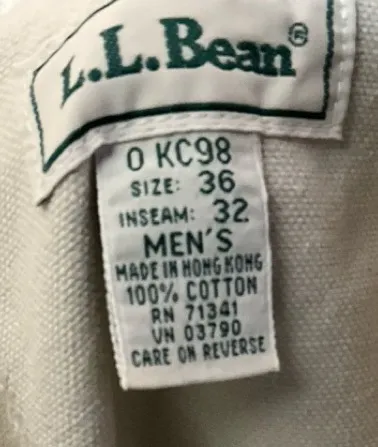 L.L.Bean®
0 KC98
SIZE: 36
INSEAM: 32
MEN'S
MADE IN HONG KONG
100% COTTON
RN 71341
VN 03790
CARE ON REVERSE